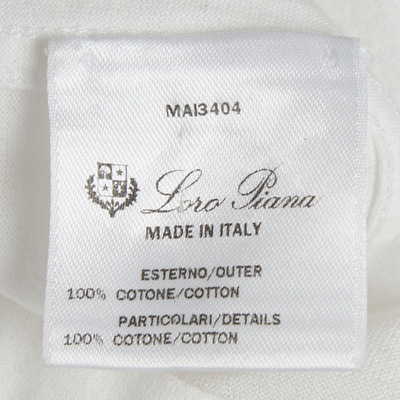 MAI3404
Loro Piana
MADE IN ITALY
ESTERNO/OUTER
100% COTONE/COTTON
PARTICOLARI/DETAILS
100% COTONE/COTTON